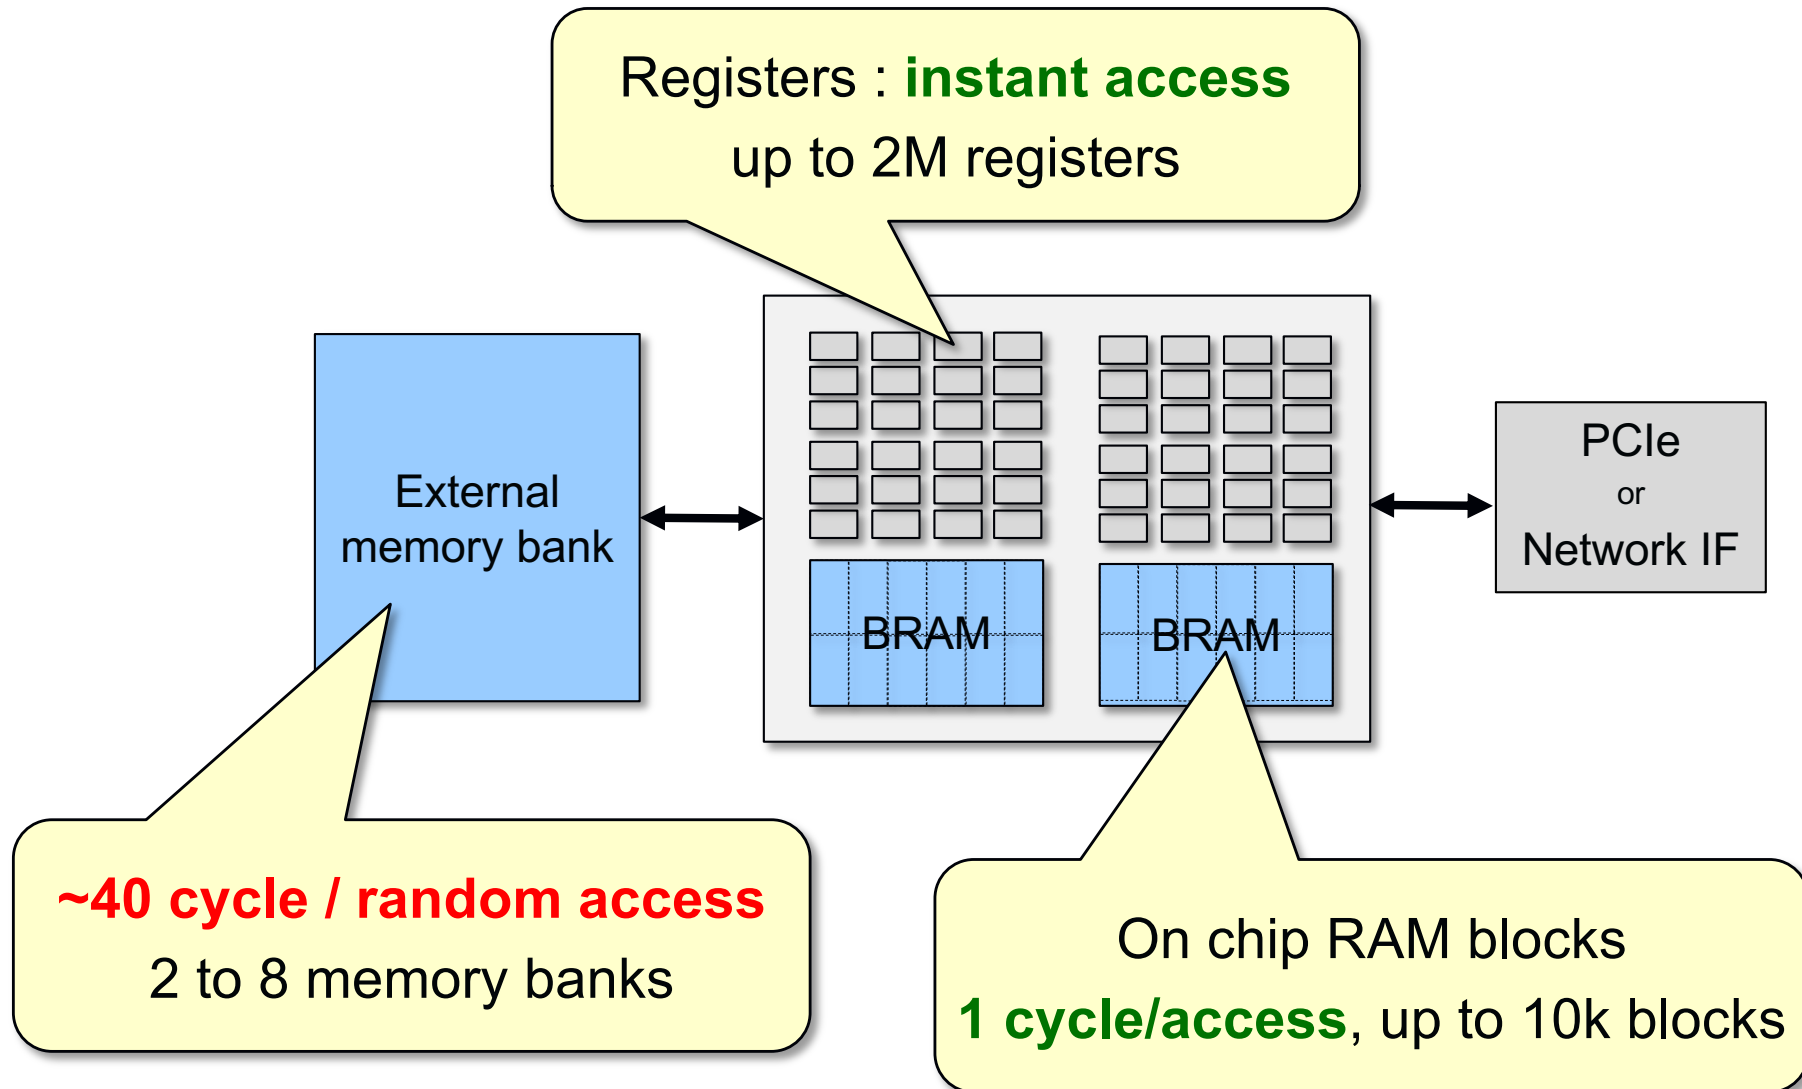 Registers : instant access
up to 2M registers
External
memory bank
PCIe
or
Network IF
BRAM
BRAM
~40 cycle / random access
2 to 8 memory banks
On chip RAM blocks
1 cycle/access, up to 10k blocks